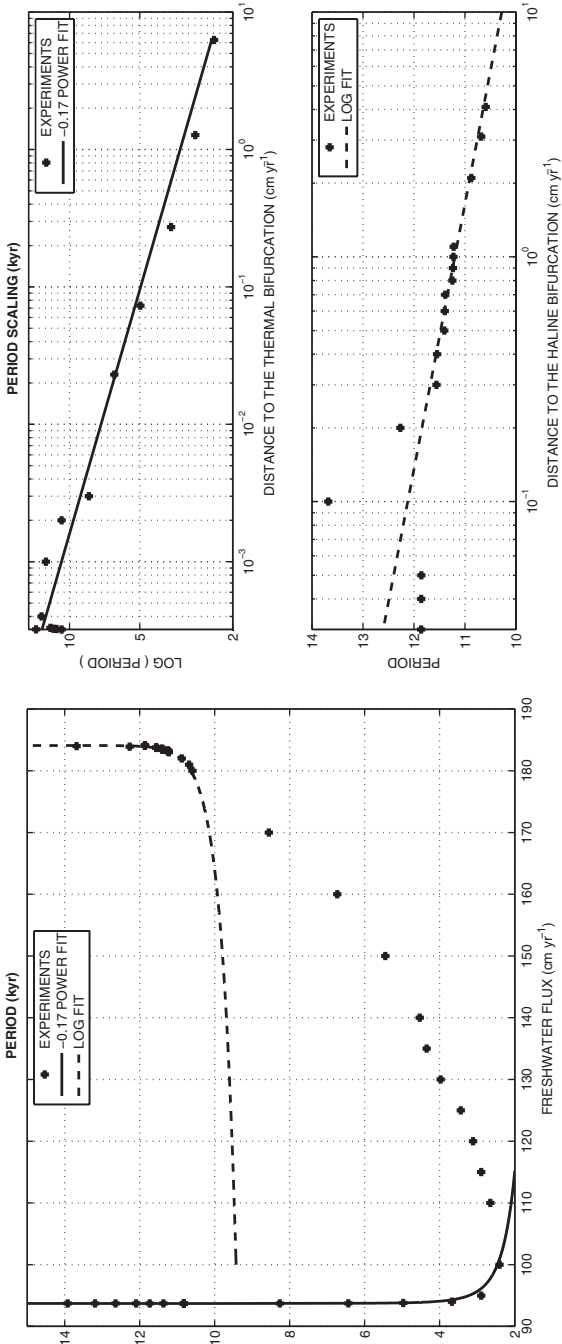 PERIOD (kyr)
EXPERIMENTS
−0.17 POWER FIT
LOG FIT
14
12
10
8
6
4
2
90
100
110
120
130
140
150
160
170
180
190
FRESHWATER FLUX (cm yr⁻¹)
PERIOD SCALING (kyr)
EXPERIMENTS
−0.17 POWER FIT
LOG ( PERIOD )
10
5
2
10⁻³
10⁻²
10⁻¹
10⁰
10¹
DISTANCE TO THE THERMAL BIFURCATION (cm yr⁻¹)
EXPERIMENTS
LOG FIT
PERIOD
14
13
12
11
10
10⁻¹
10⁰
10¹
DISTANCE TO THE HALINE BIFURCATION (cm yr⁻¹)